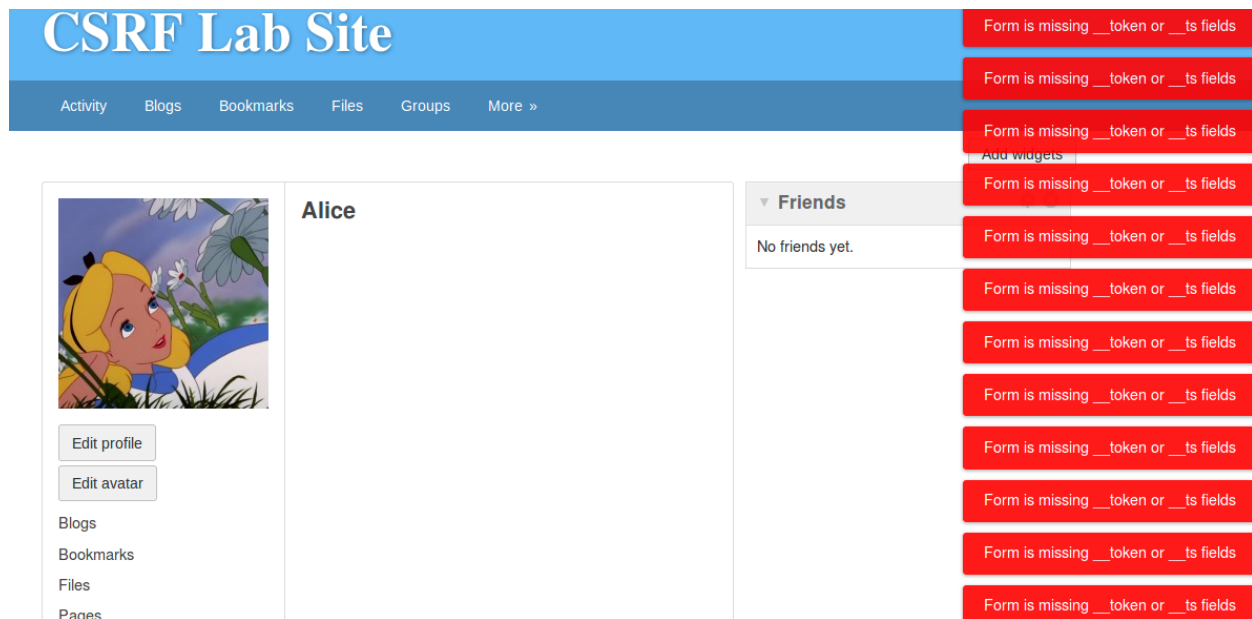 CSRF Lab Site
Activity Blogs Bookmarks Files Groups More »
Add widgets
Alice
Edit profile
Edit avatar
Blogs
Bookmarks
Files
Pages
Friends
No friends yet.
Form is missing __token or __ts fields
Form is missing __token or __ts fields
Form is missing __token or __ts fields
Form is missing __token or __ts fields
Form is missing __token or __ts fields
Form is missing __token or __ts fields
Form is missing __token or __ts fields
Form is missing __token or __ts fields
Form is missing __token or __ts fields
Form is missing __token or __ts fields
Form is missing __token or __ts fields
Form is missing __token or __ts fields